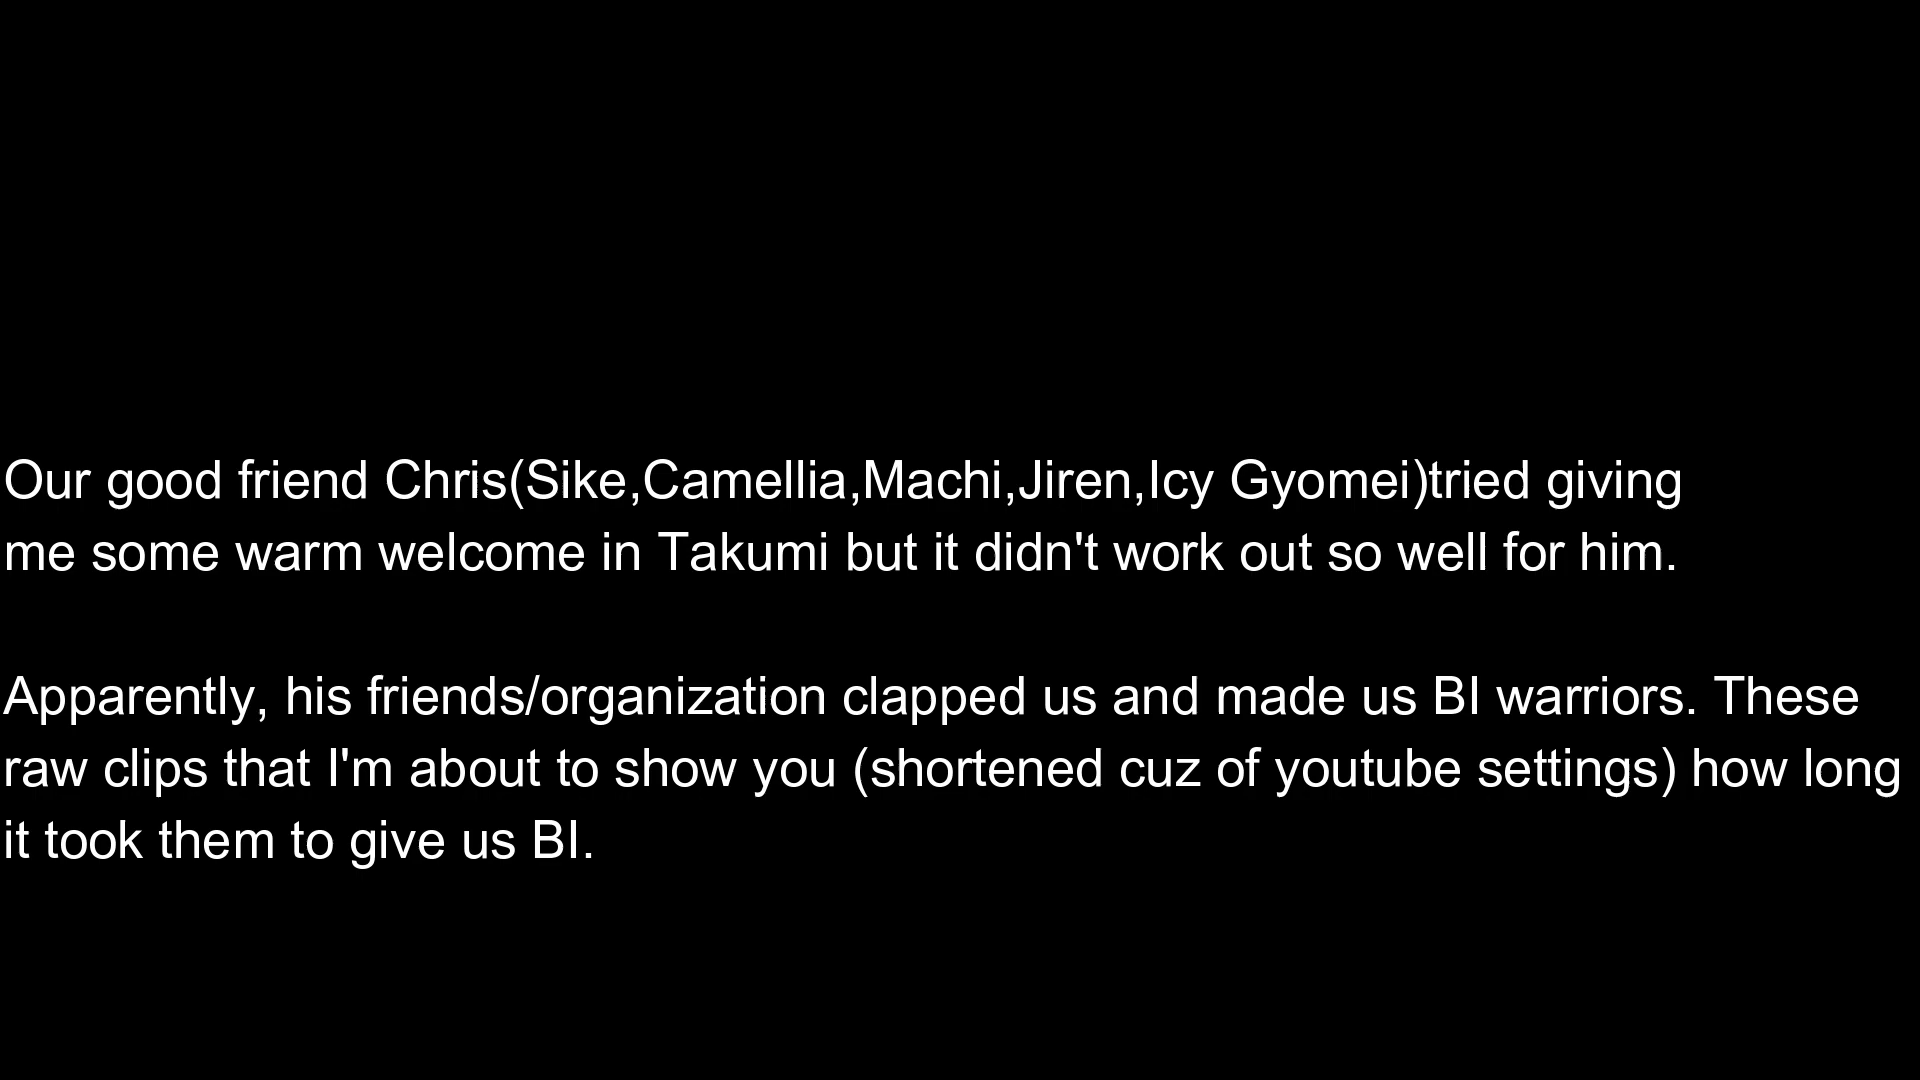 Our good friend Chris(Sike,Camellia,Machi,Jiren,Icy Gyomei)tried giving
me some warm welcome in Takumi but it didn't work out so well for him.
Apparently, his friends/organization clapped us and made us BI warriors. These
raw clips that I'm about to show you (shortened cuz of youtube settings) how long
it took them to give us BI.